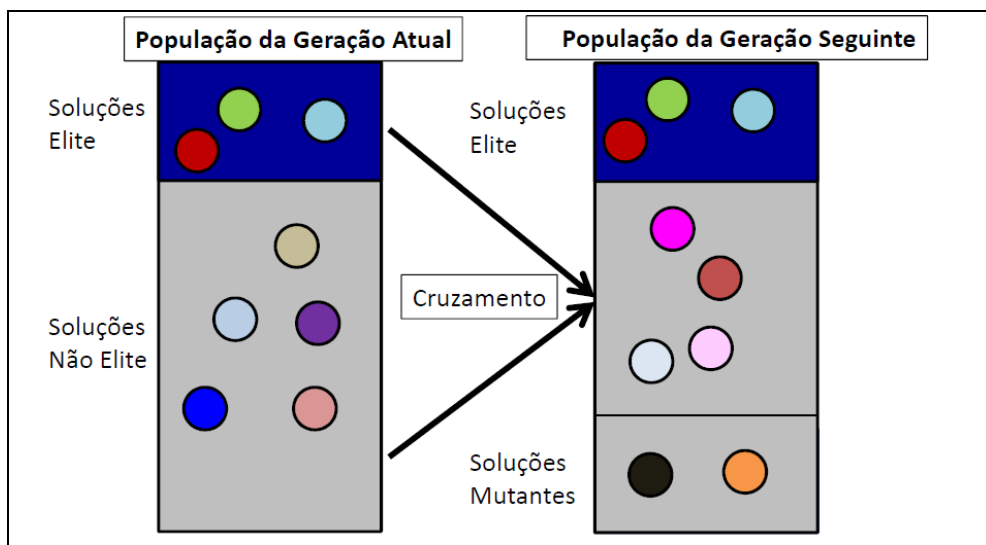 População da Geração Atual
População da Geração Seguinte
Soluções
Elite
Soluções
Elite
Cruzamento
Soluções
Não Elite
Soluções
Mutantes